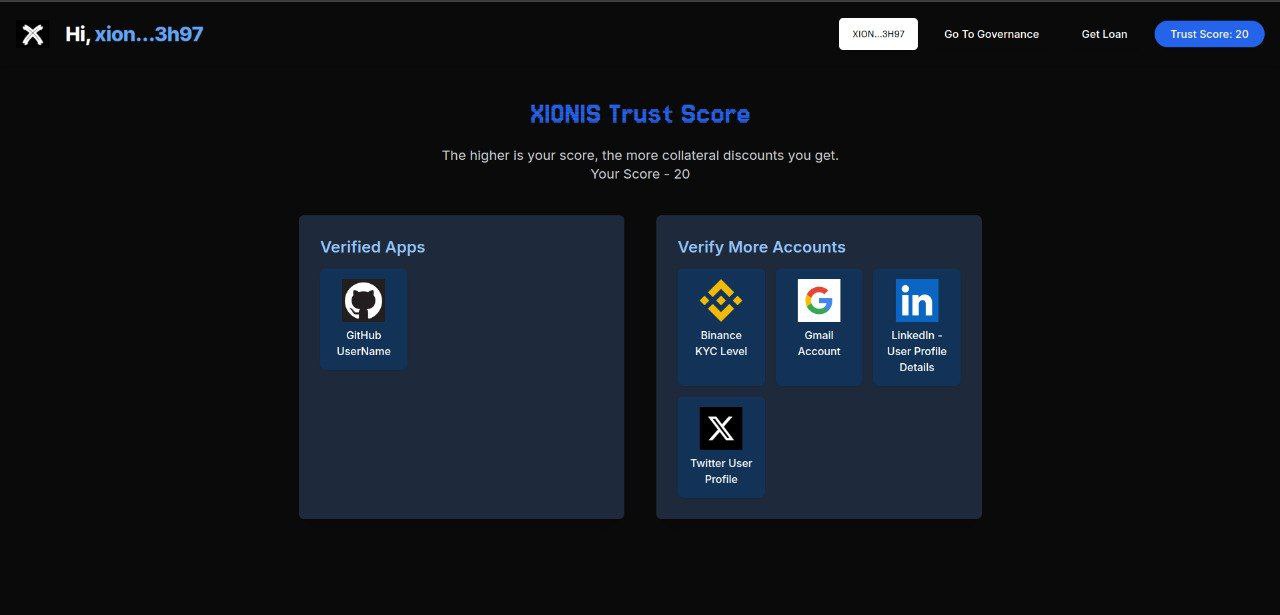 Hi, xion...3h97
XION...3H97
Go To Governance
Get Loan
Trust Score: 20
XIONIS Trust Score
The higher is your score, the more collateral discounts you get.
Your Score - 20
Verified Apps
GitHub
UserName
Verify More Accounts
Binance
KYC Level
Gmail
Account
LinkedIn -
User Profile
Details
Twitter User
Profile